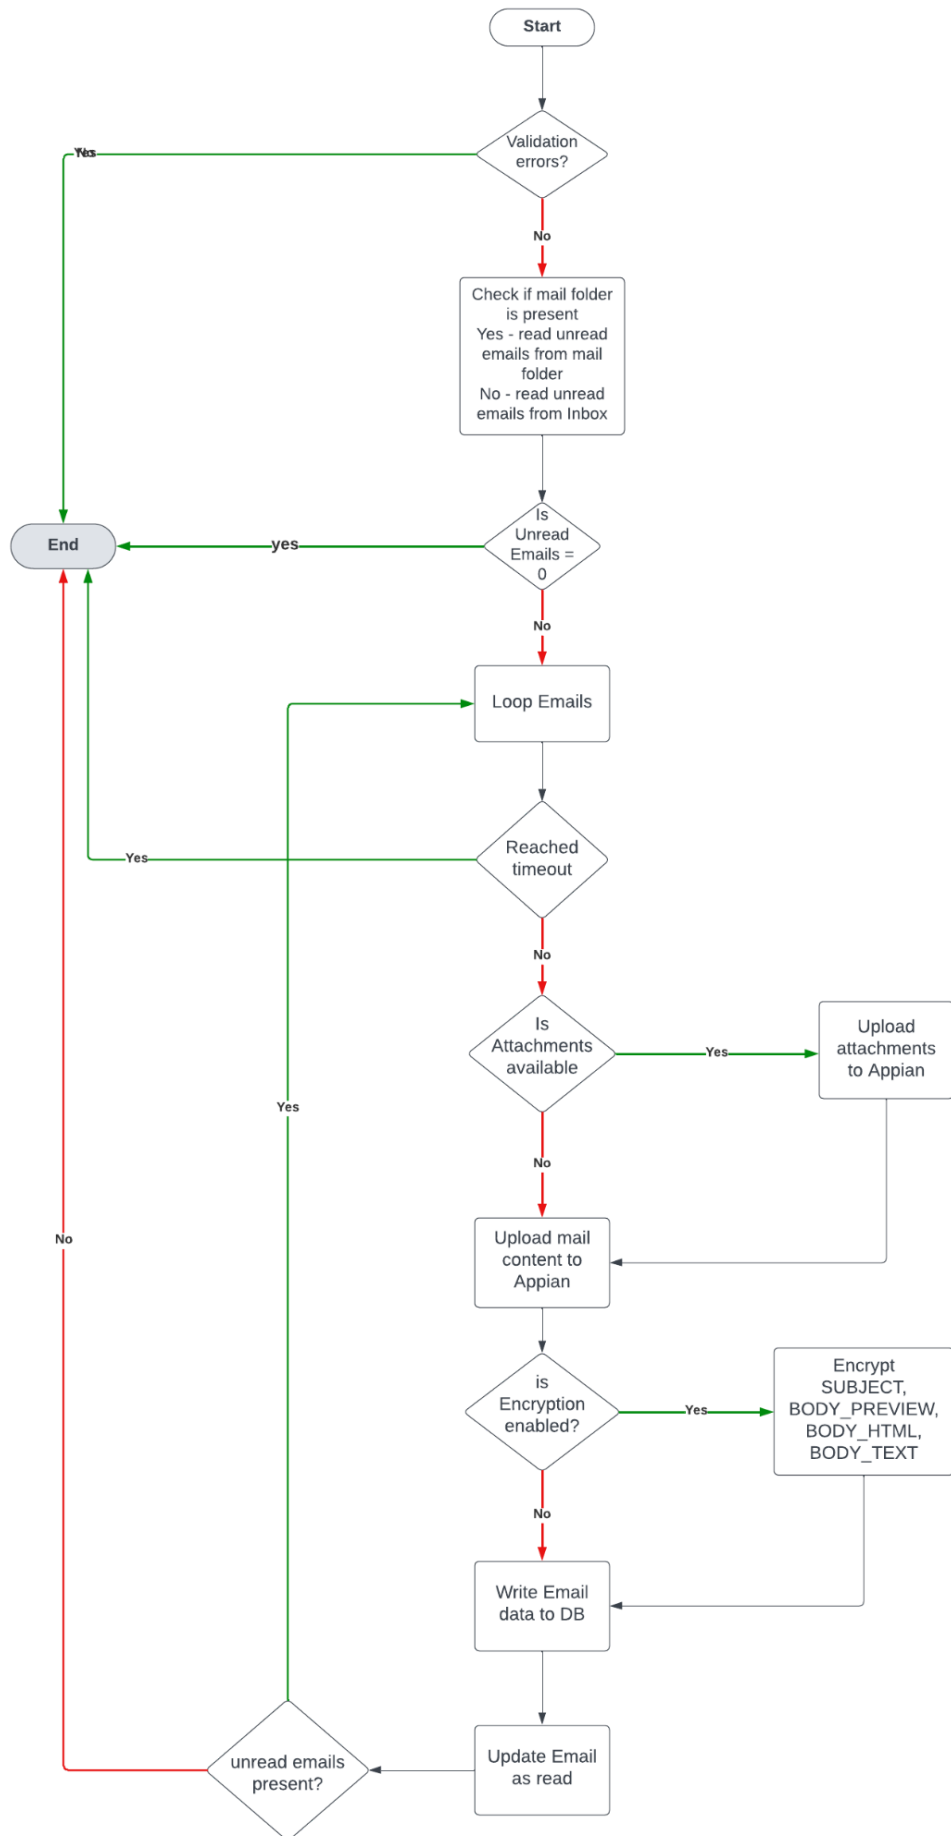 Start
Validation
errors?
No
Check if mail folder
is present
Yes - read unread
emails from mail
folder
No - read unread
emails from Inbox
Is
Unread
Emails =
0
yes
End
No
Loop Emails
Reached
timeout
Yes
No
Is
Attachments
available
Yes
Upload
attachments
to Appian
Yes
No
Upload mail
content to
Appian
No
is
Encryption
enabled?
Yes
Encrypt
SUBJECT,
BODY_PREVIEW,
BODY_HTML,
BODY_TEXT
No
Write Email
data to DB
Update Email
as read
unread emails
present?